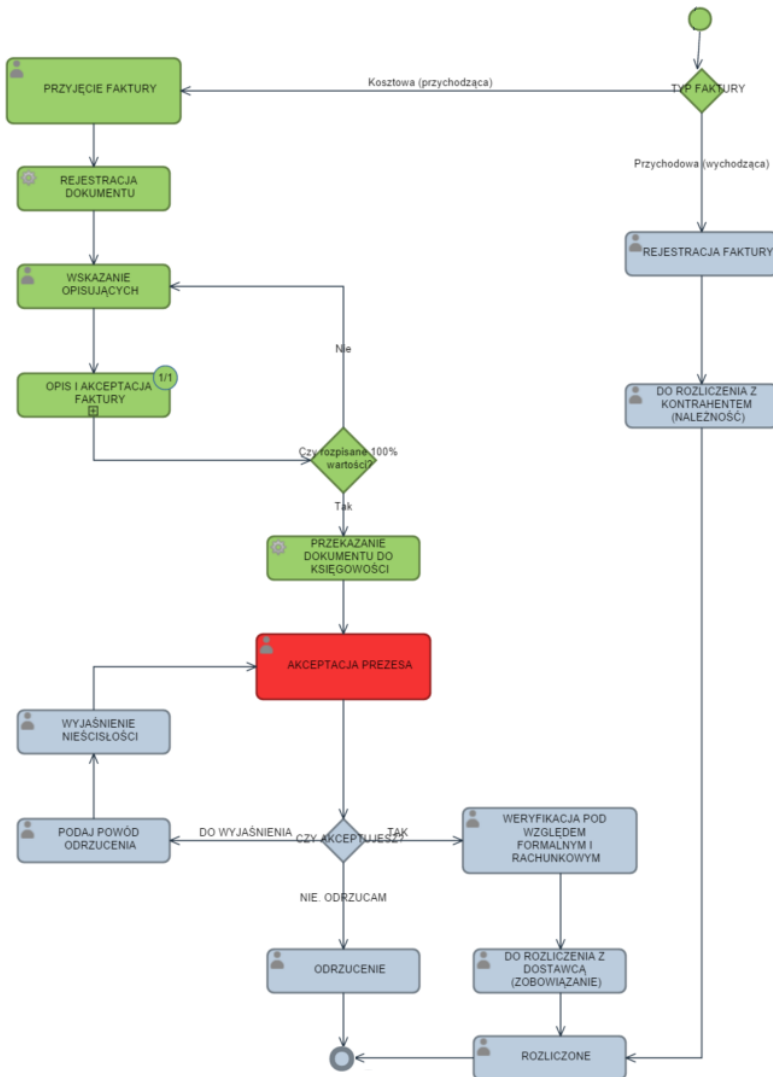 TYP FAKTURY
Kosztowa (przychodząca)
PRZYJĘCIE FAKTURY
Przychodowa (wychodząca)
REJESTRACJA
DOKUMENTU
REJESTRACJA FAKTURY
WSKAZANIE
OPISUJĄCYCH
Nie
OPIS I AKCEPTACJA
FAKTURY
1/1
DO ROZLICZENIA Z
KONTRAHENTEM
(NALEŻNOŚĆ)
Czy rozpisane 100%
wartości?
Tak
PRZEKAZANIE
DOKUMENTU DO
KSIĘGOWOŚCI
AKCEPTACJA PREZESA
WYJAŚNIENIE
NIEŚCISŁOŚCI
PODAJ POWÓD
ODRZUCENIA
DO WYJAŚNIENIA
CZY AKCEPTUJESZ?
TAK
WERYFIKACJA POD
WZGLĘDEM
FORMALNYM I
RACHUNKOWYM
NIE. ODRZUCAM
ODRZUCENIE
DO ROZLICZENIA Z
DOSTAWCĄ
(ZOBOWIĄZANIE)
ROZLICZONE